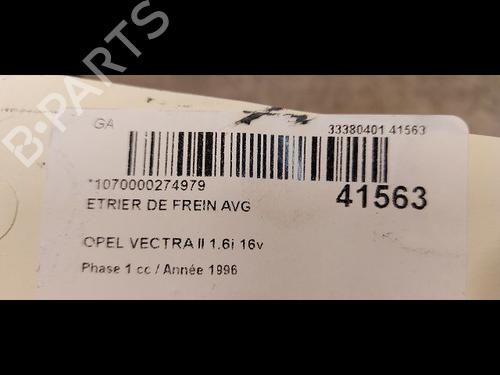 GA
33380401 41563
*1070000274979
41563
ETRIER DE FREIN AVG
OPEL VECTRA II 1.6i 16v
Phase 1 cc / Année 1996
B-PARTS